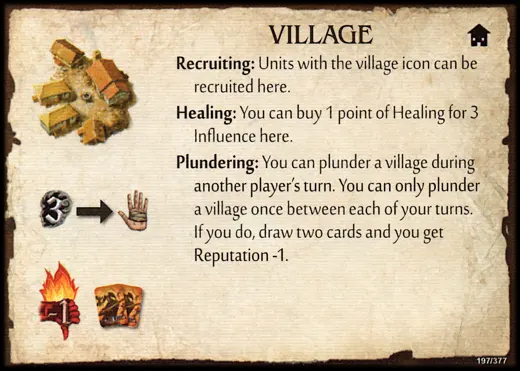 VILLAGE
Recruiting: Units with the village icon can be
recruited here.
Healing: You can buy 1 point of Healing for 3
Influence here.
Plundering: You can plunder a village during
another player's turn. You can only plunder
a village once between each of your turns.
If you do, draw two cards and you get
Reputation -1.
-1
197/377